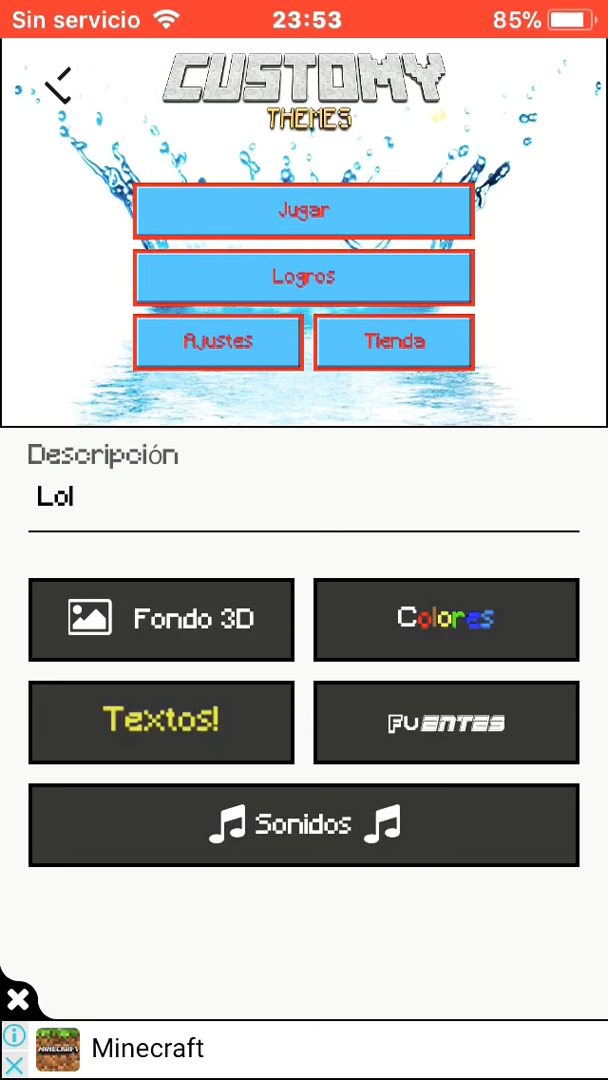 Sin servicio 23:53 85%
CUSTOMY
THEMES
Jugar
Logros
Ajustes Tienda
Descripción
Lol
Fondo 3D Colores
Textos! FUENTES
Sonidos
Minecraft